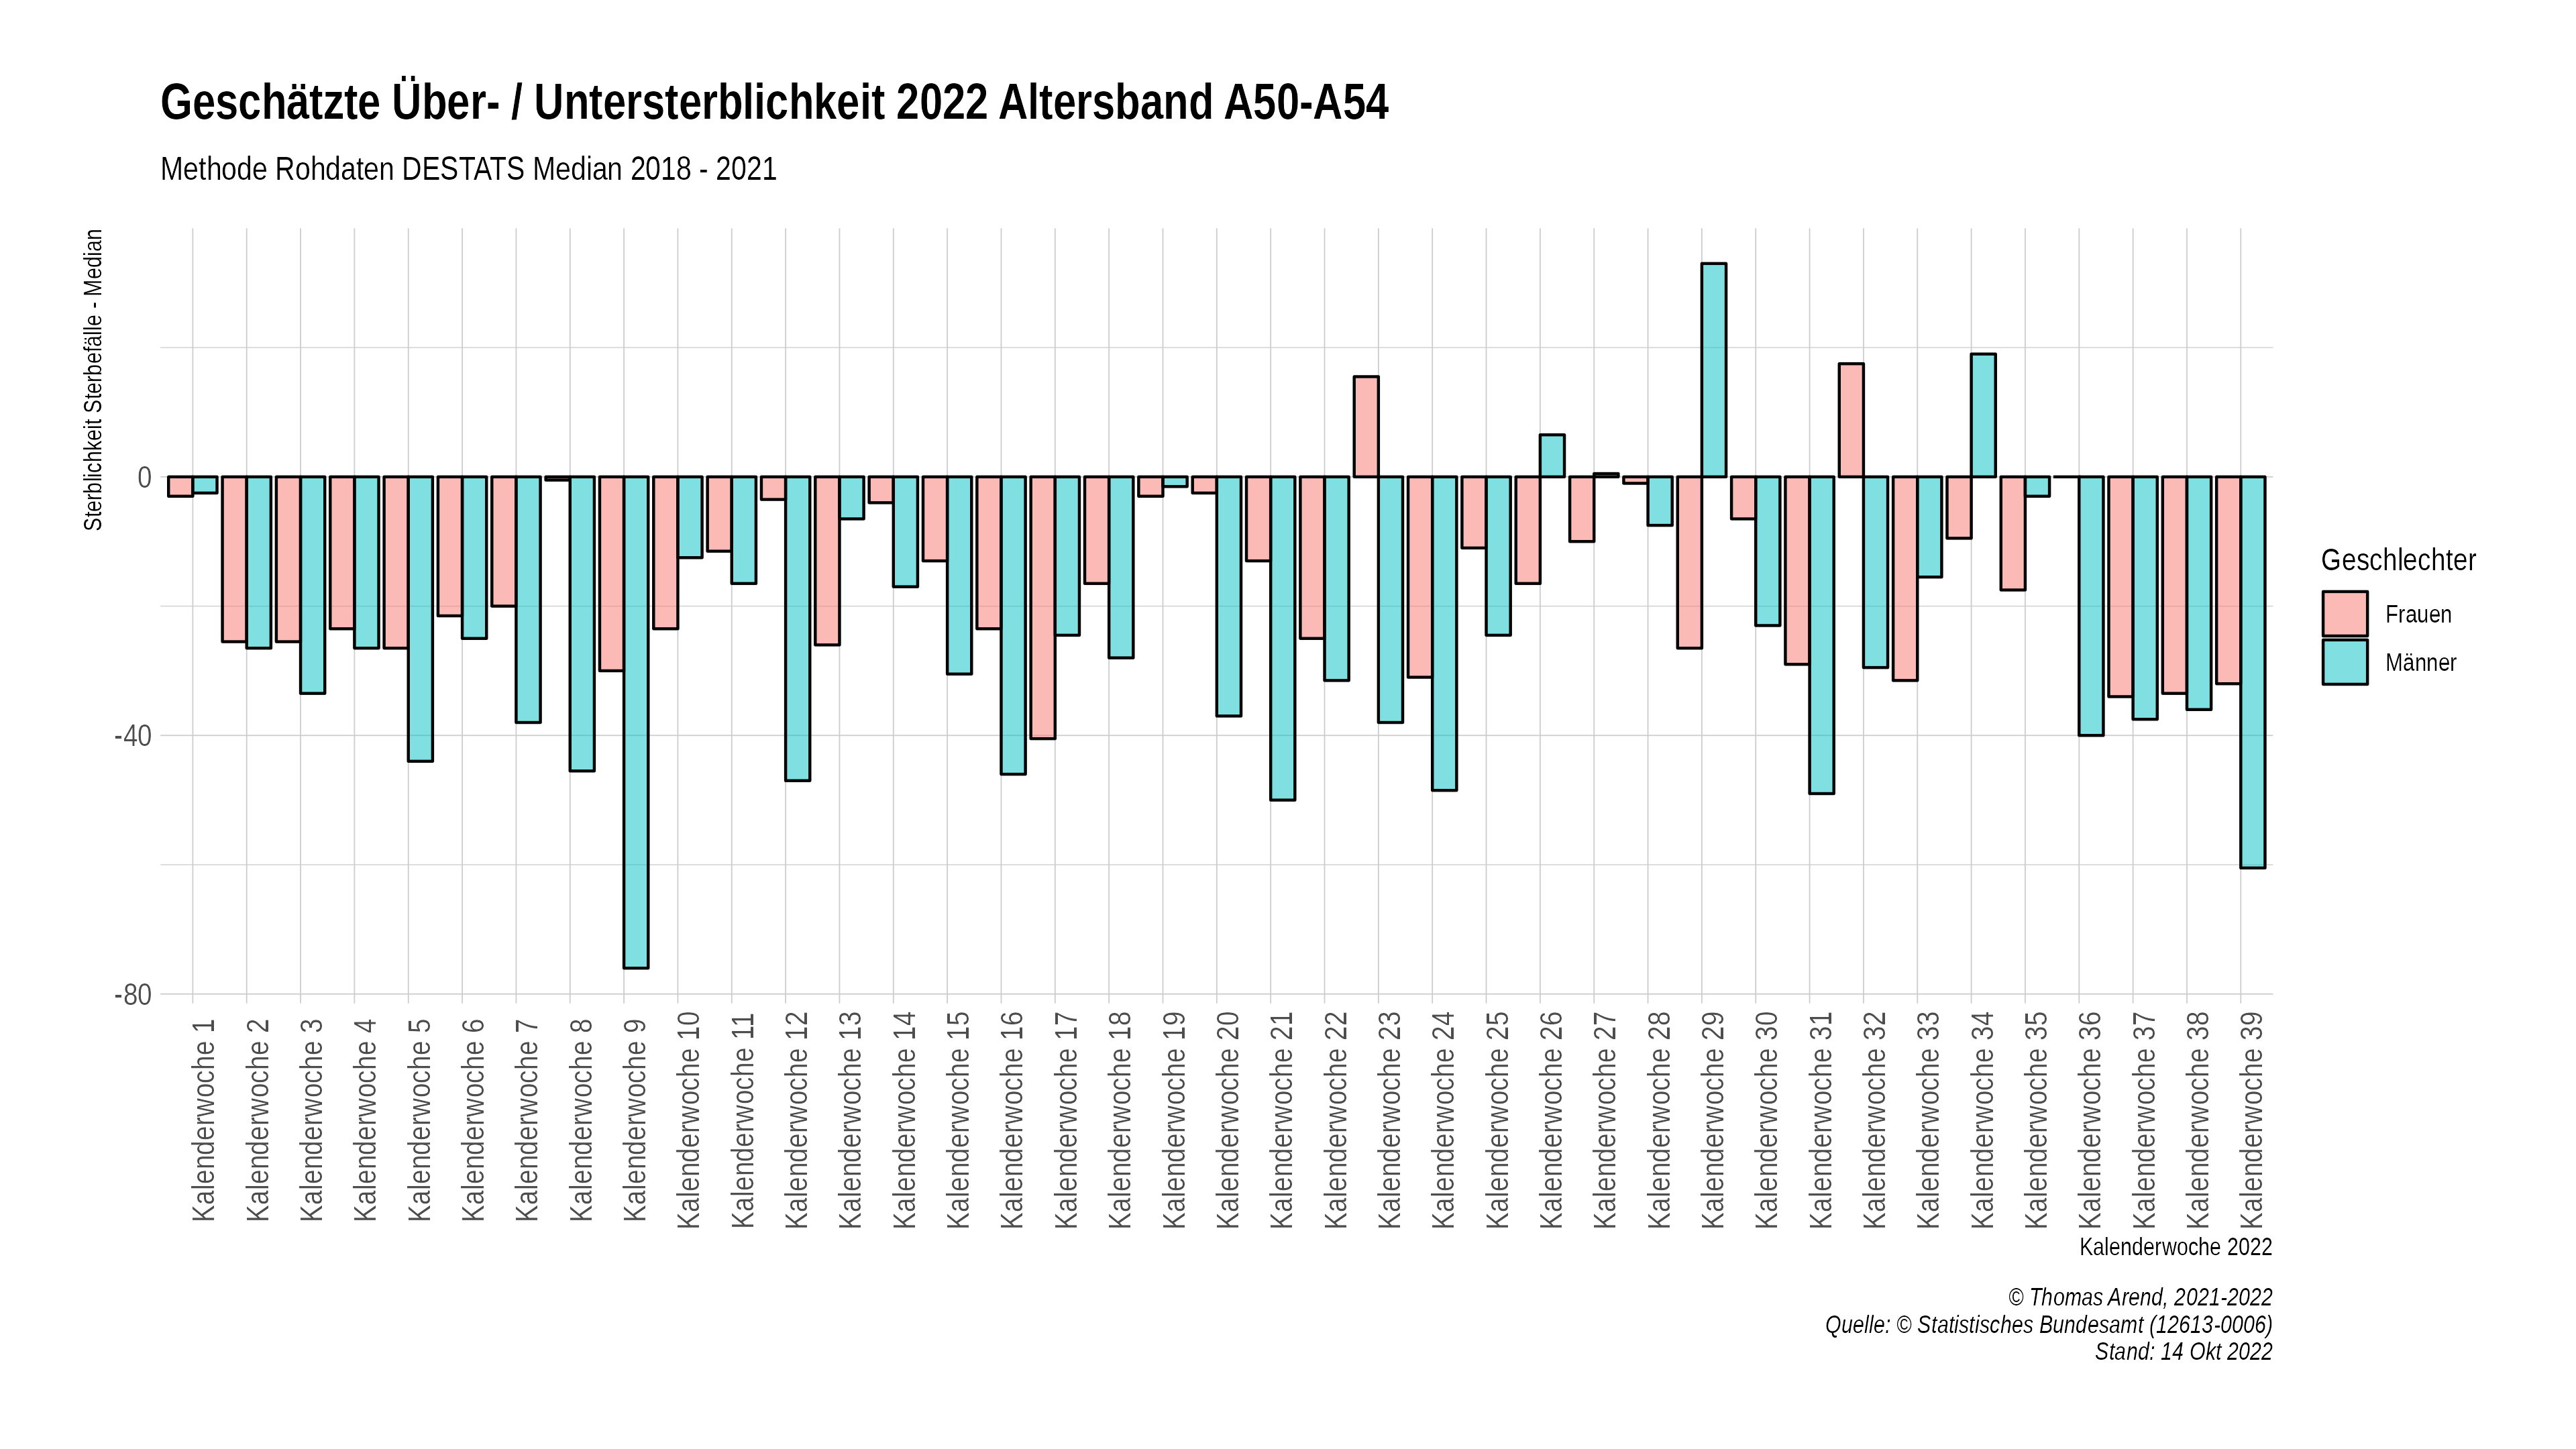 Geschätzte Über- / Untersterblichkeit 2022 Altersband A50-A54
Methode Rohdaten DESTATS Median 2018 - 2021
Sterblichkeit Sterbefälle - Median
0
-40
-80
Geschlechter
Frauen
Männer
Kalenderwoche 1
Kalenderwoche 2
Kalenderwoche 3
Kalenderwoche 4
Kalenderwoche 5
Kalenderwoche 6
Kalenderwoche 7
Kalenderwoche 8
Kalenderwoche 9
Kalenderwoche 10
Kalenderwoche 11
Kalenderwoche 12
Kalenderwoche 13
Kalenderwoche 14
Kalenderwoche 15
Kalenderwoche 16
Kalenderwoche 17
Kalenderwoche 18
Kalenderwoche 19
Kalenderwoche 20
Kalenderwoche 21
Kalenderwoche 22
Kalenderwoche 23
Kalenderwoche 24
Kalenderwoche 25
Kalenderwoche 26
Kalenderwoche 27
Kalenderwoche 28
Kalenderwoche 29
Kalenderwoche 30
Kalenderwoche 31
Kalenderwoche 32
Kalenderwoche 33
Kalenderwoche 34
Kalenderwoche 35
Kalenderwoche 36
Kalenderwoche 37
Kalenderwoche 38
Kalenderwoche 39
Kalenderwoche 2022
© Thomas Arend, 2021-2022
Quelle: © Statistisches Bundesamt (12613-0006)
Stand: 14 Okt 2022